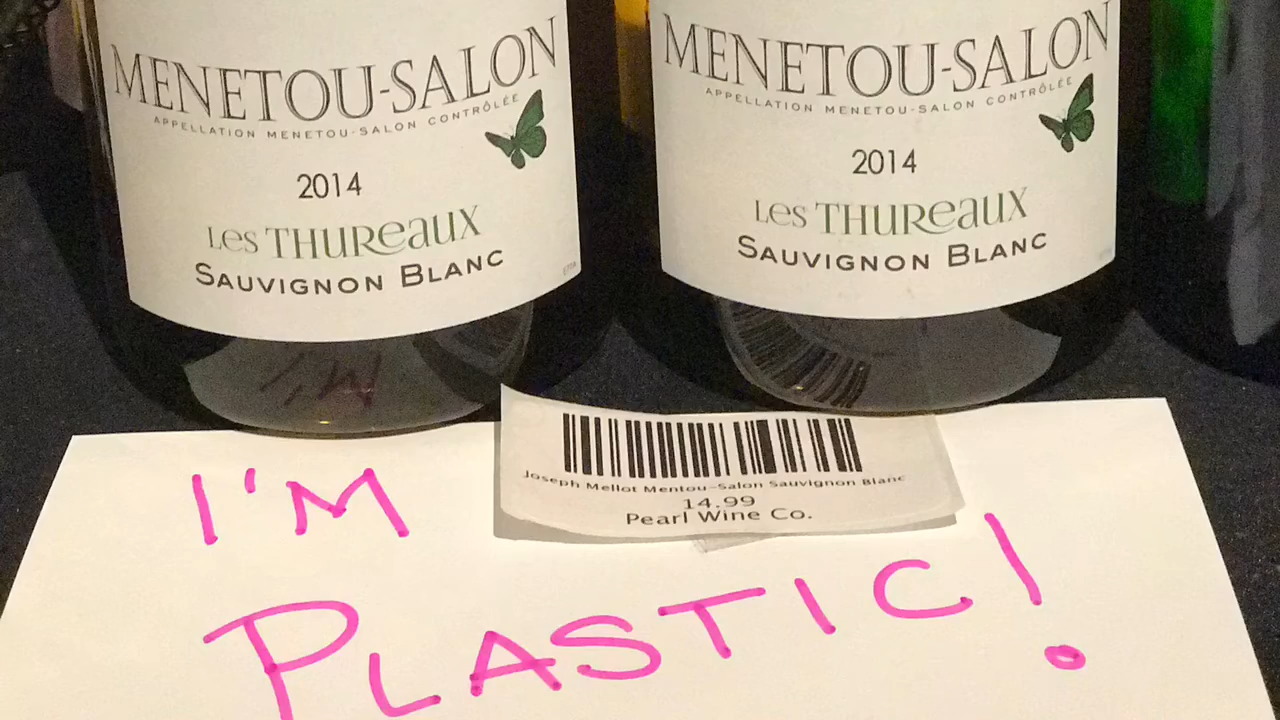 MENETOU-SALON
APPELLATION MENETOU-SALON CONTRÔLÉE
2014
Les THUReaUX
SAUVIGNON BLANC
MENETOU-SALON
APPELLATION MENETOU-SALON CONTRÔLÉE
2014
Les THUReaUX
SAUVIGNON BLANC
Joseph Mellot Mentou-Salon Sauvignon Blanc
14.99
Pearl Wine Co.
I'M
PLASTIC!